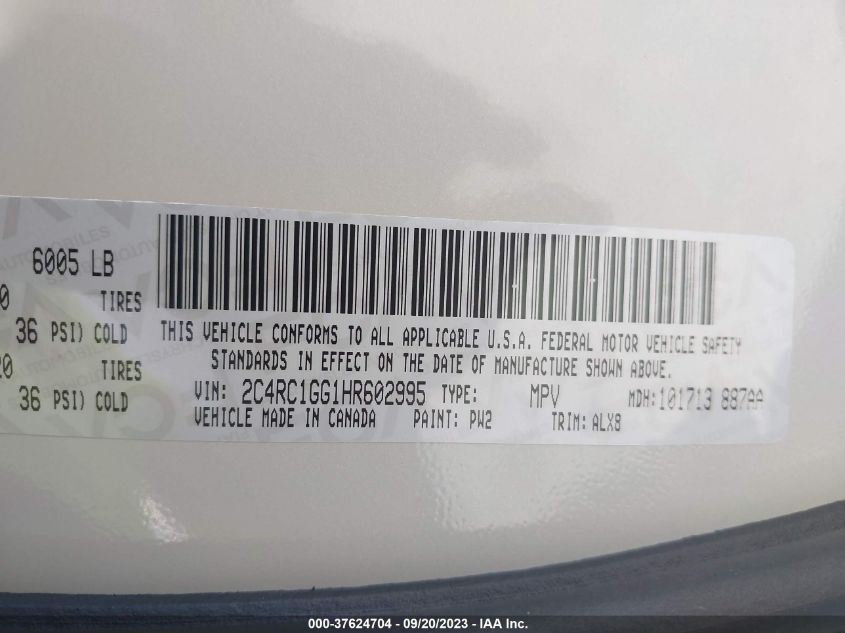 6005 LB
0 TIRES
36 PSI) COLD
20 TIRES
36 PSI) COLD
THIS VEHICLE CONFORMS TO ALL APPLICABLE U.S.A. FEDERAL MOTOR VEHICLE SAFETY
STANDARDS IN EFFECT ON THE DATE OF MANUFACTURE SHOWN ABOVE.
VIN: 2C4RC1GG1HR602995 TYPE: MPV MDH:101713 887AA
VEHICLE MADE IN CANADA PAINT: PW2 TRIM: ALX8
000-37624704 - 09/20/2023 - IAA Inc.